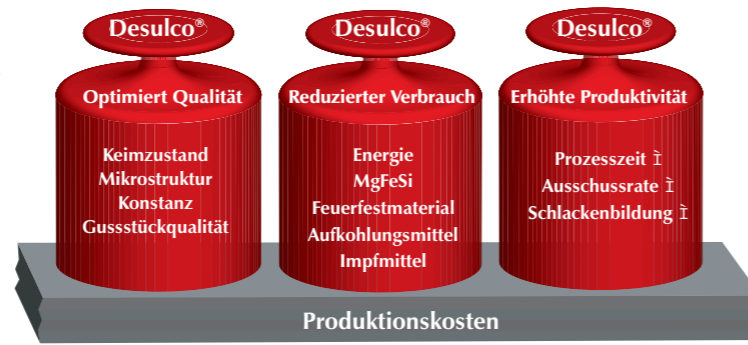 Desulco®
Optimiert Qualität
Keimzustand
Mikrostruktur
Konstanz
Gussstückqualität
Desulco®
Reduzierter Verbrauch
Energie
MgFeSi
Feuerfestmaterial
Aufkohlungsmittel
Impfmittel
Desulco®
Erhöhte Produktivität
Prozesszeit Ì
Ausschussrate Ì
Schlackenbildung Ì
Produktionskosten